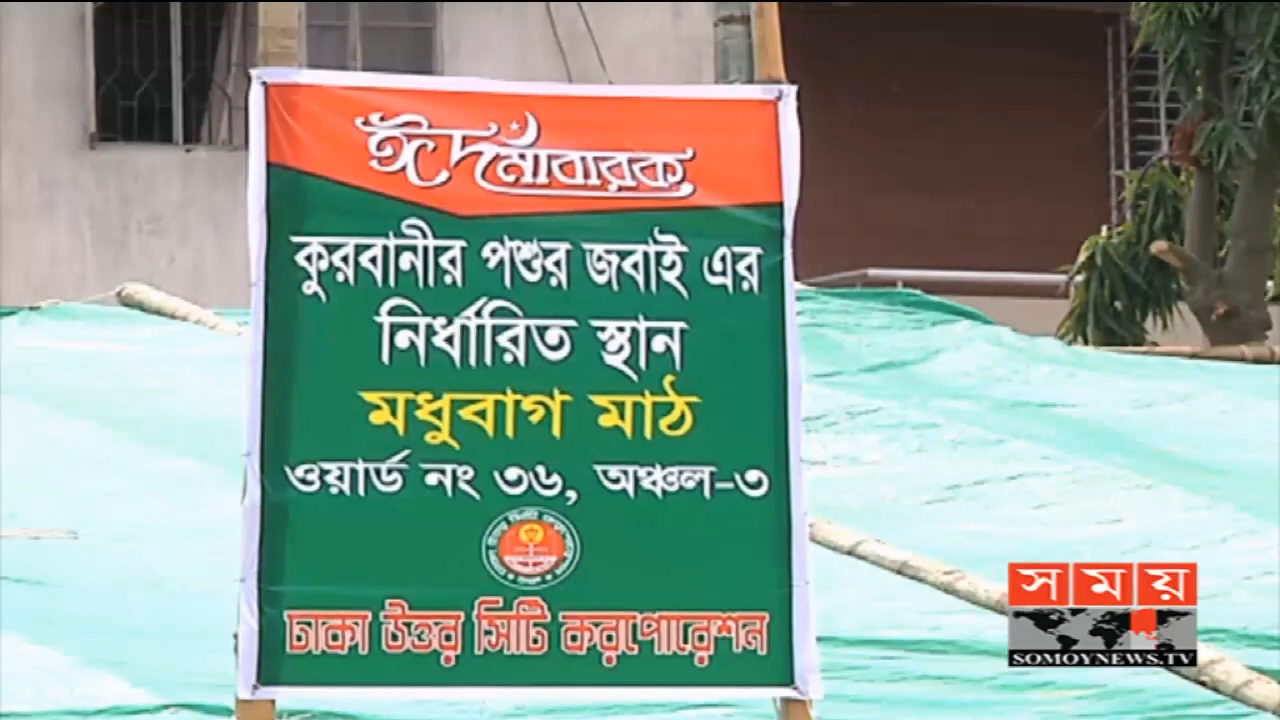 ঈদ মোবারক
কুরবানীর পশুর জবাই এর
নির্ধারিত স্থান
মধুবাগ মাঠ
ওয়ার্ড নং ৩৬, অঞ্চল-৩
ঢাকা উত্তর সিটি করপোরেশন
সময়
SOMOYNEWS.TV